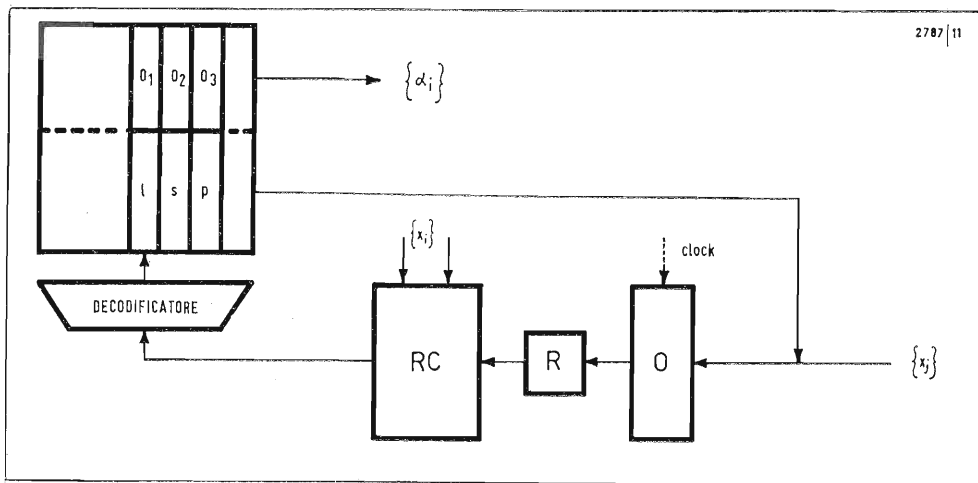 2787/11
O1 O2 O3
{αi}
l s p
{xi}
clock
DECODIFICATORE
RC
R
O
{xj}